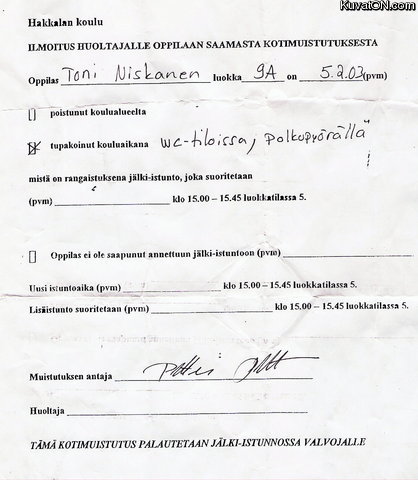 KuvatON.com
Hakkalan koulu
ILMOITUS HUOLTAJALLE OPPILAAN SAAMASTA KOTIMUISTUTUKSESTA
Oppilas Toni Niskanen luokka 9A on 5.2.03 (pvm)
poistunut koulualueelta
tupakoinut kouluaikana wc-tiloissa, polkupyörällä
!
mistä on rangaistuksena jälki-istunto, joka suoritetaan
(pvm) klo 15.00 – 15.45 luokkatilassa 5.
Oppilas ei ole saapunut annettuun jälki-istuntoon (pvm)
Uusi istuntoaika (pvm) klo 15.00 – 15.45 luokkatilassa 5.
Lisäistunto suoritetaan (pvm) klo 15.00 – 15.45 luokkatilassa 5.
Muistutuksen antaja
Huoltaja
TÄMÄ KOTIMUISTUTUS PALAUTETAAN JÄLKI-ISTUNNOSSA VALVOJALLE